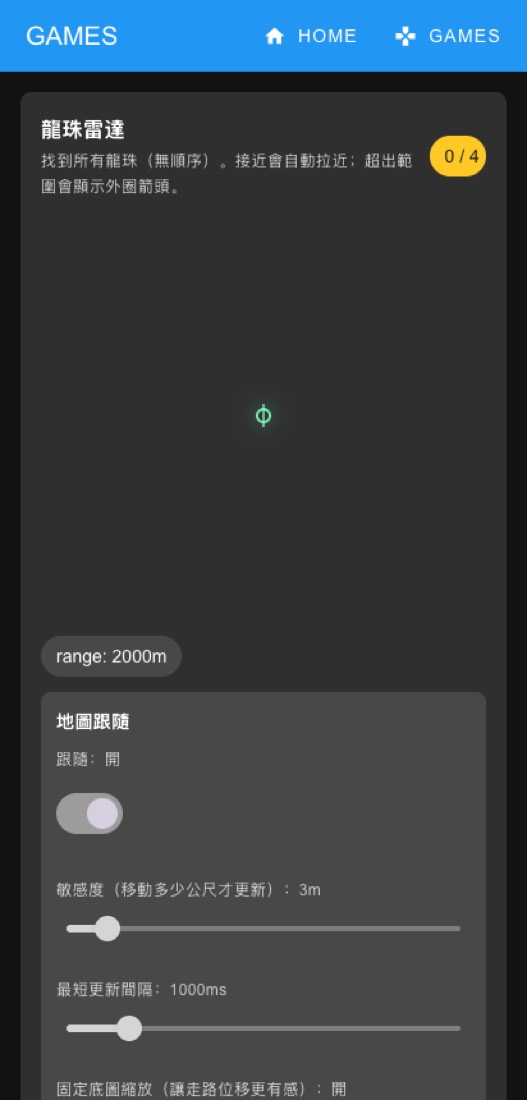 GAMES
HOME
GAMES
龍珠雷達
找到所有龍珠（無順序）。接近會自動拉近；超出範
圍會顯示外圈箭頭。
0 / 4
range: 2000m
地圖跟隨
跟隨：開
敏感度（移動多少公尺才更新）：3m
最短更新間隔：1000ms
固定底圖縮放（讓走路位移更有感）：開